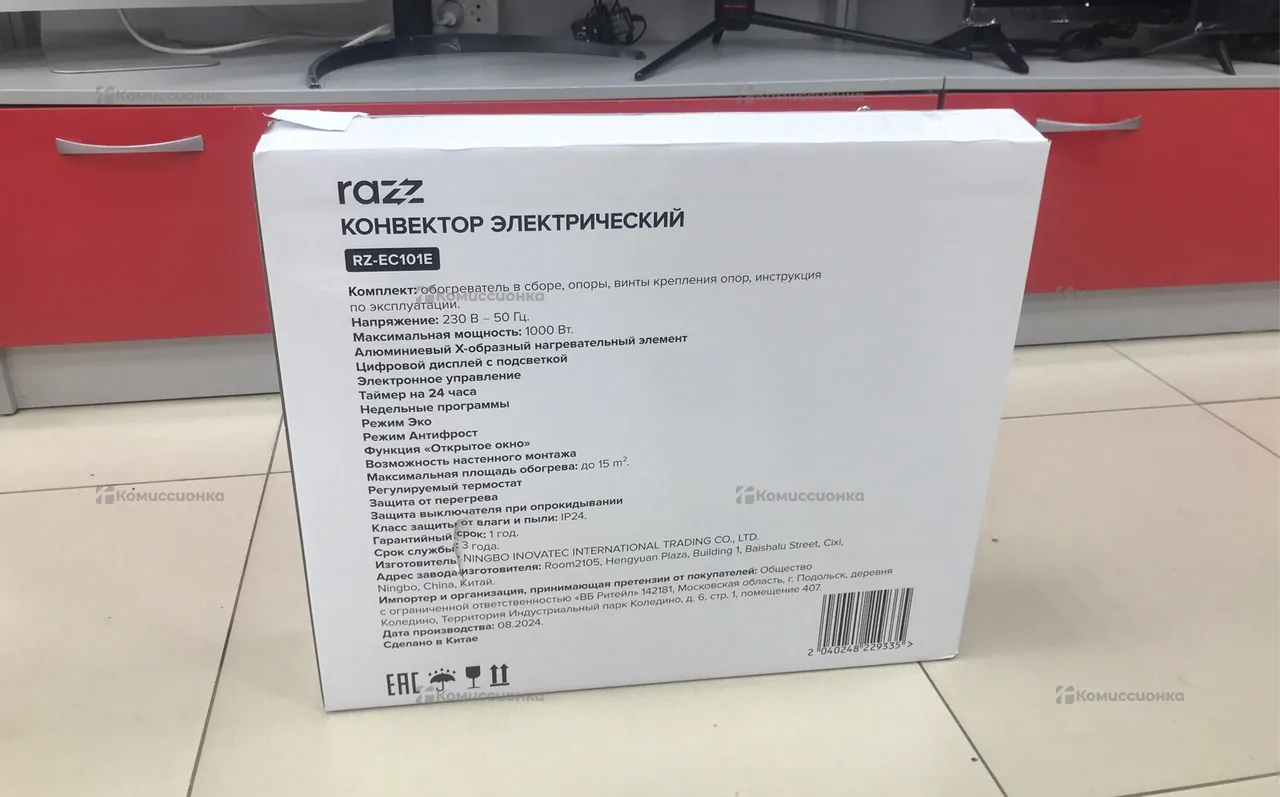 razz
КОНВЕКТОР ЭЛЕКТРИЧЕСКИЙ
RZ-EC101E
Комплект: обогреватель в сборе, опоры, винты крепления опор, инструкция
по эксплуатации.
Напряжение: 230 В ~ 50 Гц.
Максимальная мощность: 1000 Вт.
Алюминиевый Х-образный нагревательный элемент
Цифровой дисплей с подсветкой
Электронное управление
Таймер на 24 часа
Недельные программы
Режим Эко
Режим Антифрост
Функция «Открытое окно»
Возможность настенного монтажа
Максимальная площадь обогрева: до 15 m².
Регулируемый термостат
Защита от перегрева
Защита выключателя при опрокидывании
Класс защиты от влаги и пыли: IP24.
Гарантийный срок: 1 год.
Срок службы: 3 года.
Изготовитель: NINGBO INOVATEC INTERNATIONAL TRADING CO., LTD.
Адрес завода-изготовителя: Room2105, Hengyuan Plaza, Building 1, Baishalu Street, Cixi,
Ningbo, China, Китай.
Импортер и организация, принимающая претензии от покупателей: Общество
с ограниченной ответственностью «ВБ Ритейл» 142181, Московская область, г. Подольск, деревня
Коледино, Территория Индустриальный парк Коледино, д. 6, стр. 1, помещение 407.
Дата производства: 08.2024.
Сделано в Китае
2 040248 229335 >
EAC
Комиссионка
Комиссионка
Комиссионка
Комиссионка
Комиссионка
Комиссионка
Комиссионка